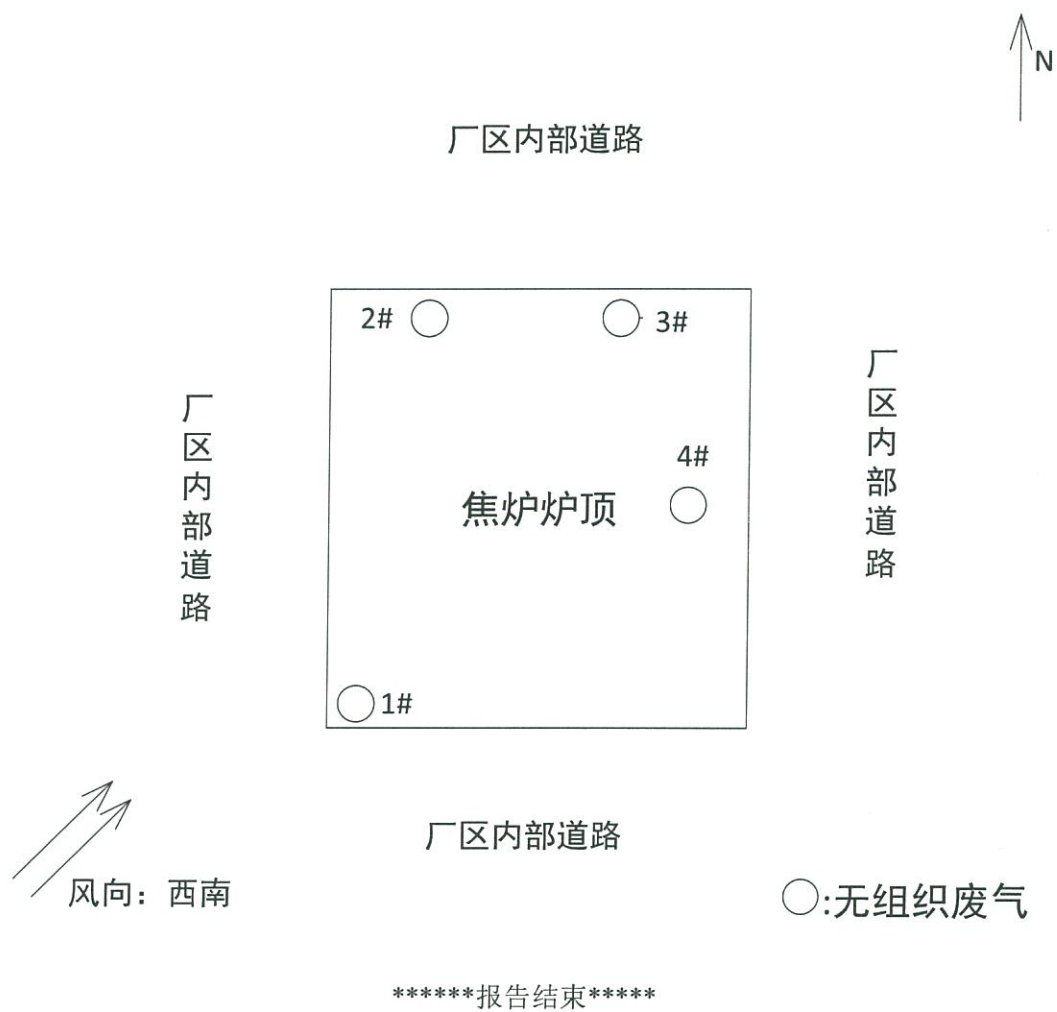 N
厂区内部道路
2#
3#
厂区内部道路
厂区内部道路
4#
焦炉炉顶
1#
厂区内部道路
风向：西南
○:无组织废气
******报告结束*****